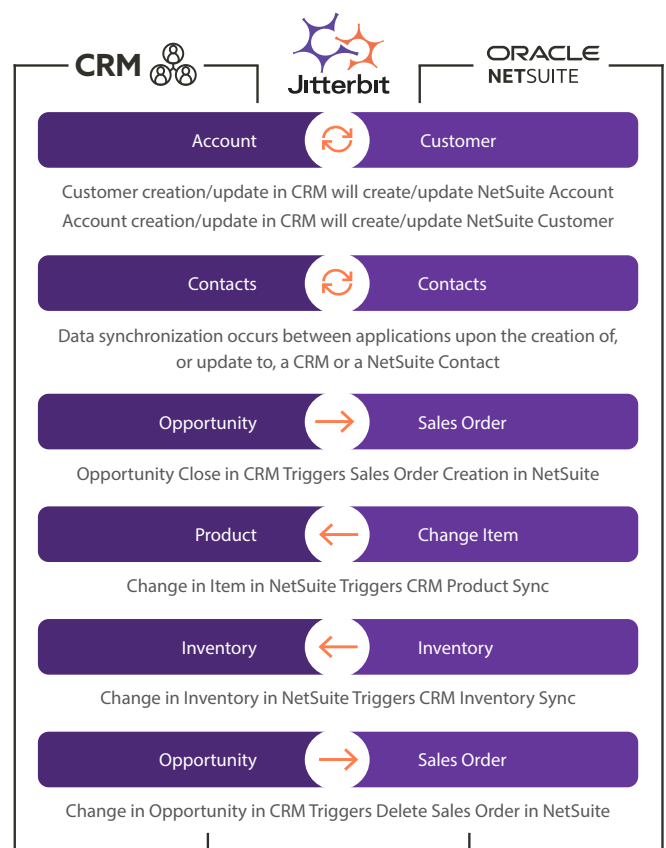 CRM
Jitterbit
ORACLE
NETSUITE
Account
Customer
Customer creation/update in CRM will create/update NetSuite Account
Account creation/update in CRM will create/update NetSuite Customer
Contacts
Contacts
Data synchronization occurs between applications upon the creation of,
or update to, a CRM or a NetSuite Contact
Opportunity
Sales Order
Opportunity Close in CRM Triggers Sales Order Creation in NetSuite
Product
Change Item
Change in Item in NetSuite Triggers CRM Product Sync
Inventory
Inventory
Change in Inventory in NetSuite Triggers CRM Inventory Sync
Opportunity
Sales Order
Change in Opportunity in CRM Triggers Delete Sales Order in NetSuite